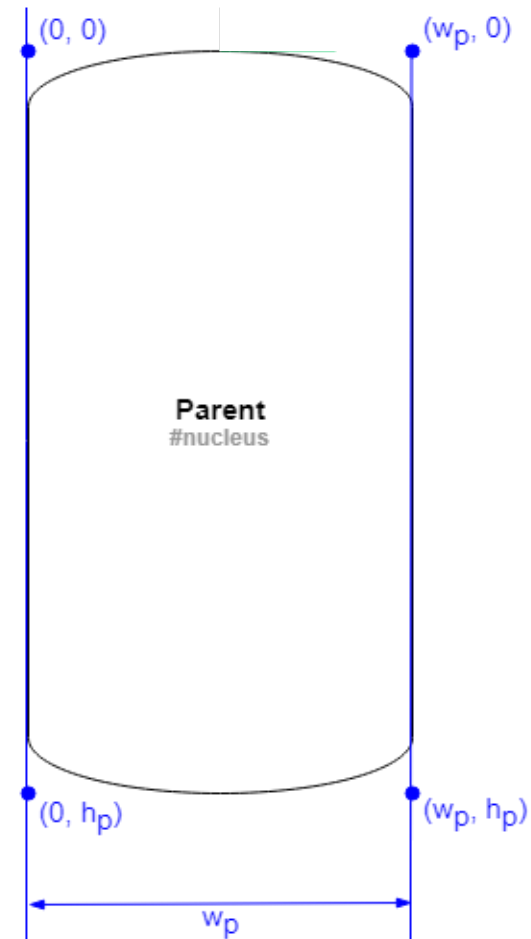 (0, 0)
(wp, 0)
Parent
#nucleus
(0, hp)
(wp, hp)
wp